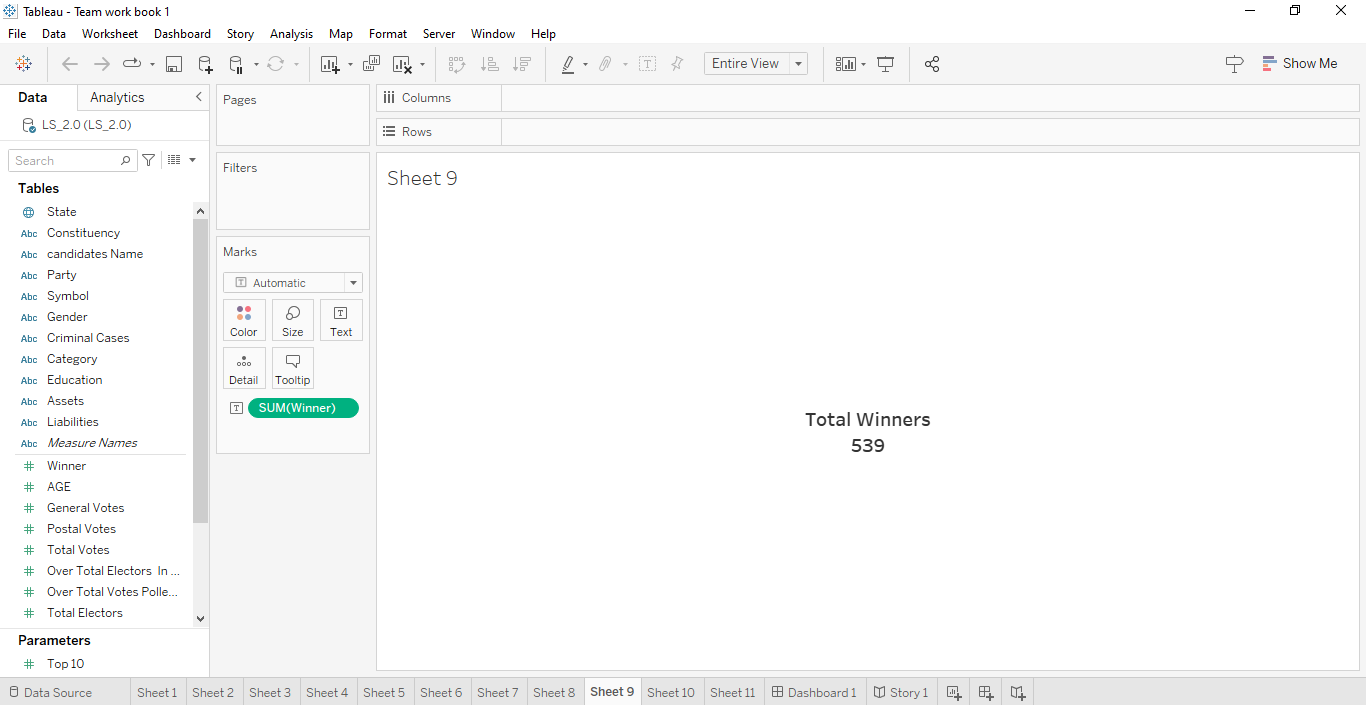 Tableau - Team work book 1
File Data Worksheet Dashboard Story Analysis Map Format Server Window Help
Entire View
Show Me
Data Analytics
LS_2.0 (LS_2.0)
Search
Tables
State
Abc Constituency
Abc candidates Name
Abc Party
Abc Symbol
Abc Gender
Abc Criminal Cases
Abc Category
Abc Education
Abc Assets
Abc Liabilities
Abc Measure Names
# Winner
# AGE
# General Votes
# Postal Votes
# Total Votes
# Over Total Electors  In ...
# Over Total Votes Polle...
# Total Electors
Parameters
# Top 10
Pages
Filters
Marks
T Automatic
Color Size Text
Detail Tooltip
T SUM(Winner)
Columns
Rows
Sheet 9
Total Winners
539
Data Source Sheet 1 Sheet 2 Sheet 3 Sheet 4 Sheet 5 Sheet 6 Sheet 7 Sheet 8 Sheet 9 Sheet 10 Sheet 11 Dashboard 1 Story 1